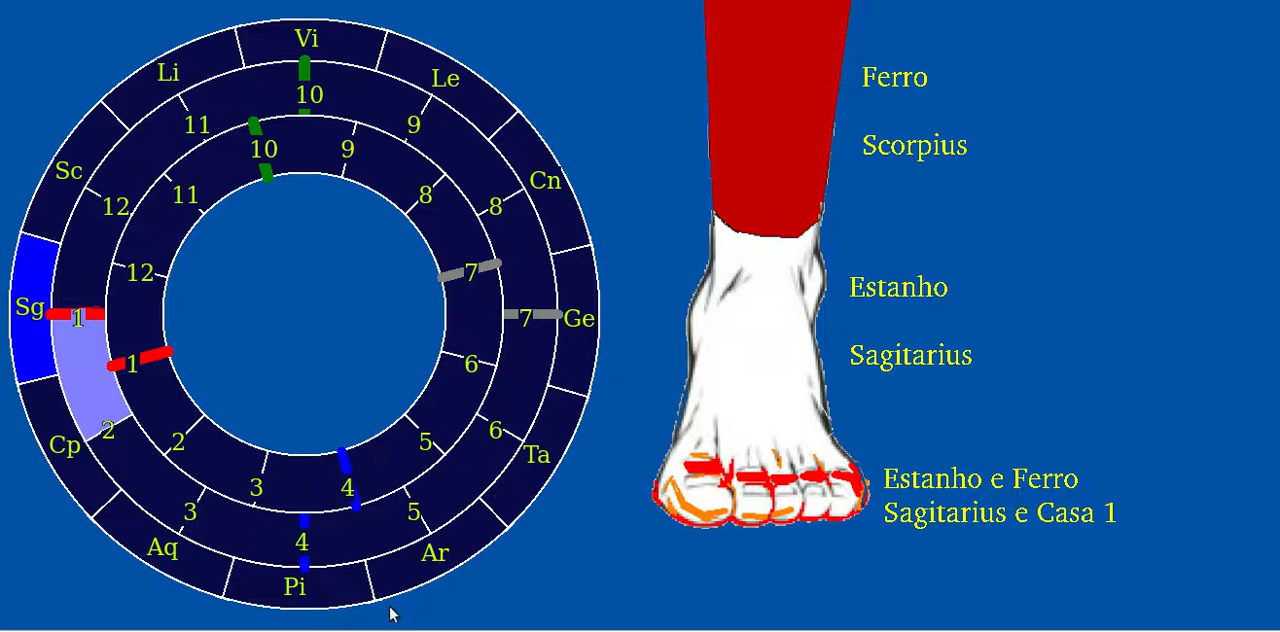 Vi
Li
Le
10
11
9
10
9
Sc
Cn
11
8
12
8
12
7
Sg
1
7
Ge
1
6
2
6
Cp
2
5
Ta
3
4
3
5
4
Aq
Ar
Pi
Ferro
Scorpius
Estanho
Sagitarius
Estanho e Ferro
Sagitarius e Casa 1